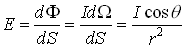 E = dΦ/dS = IdΩ/dS = I cos θ/r²